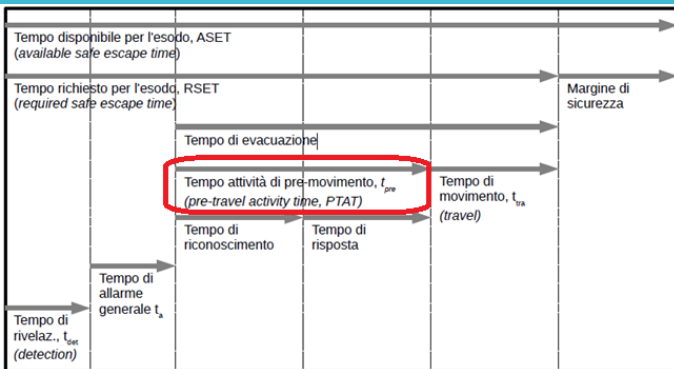 Tempo disponibile per l'esodo, ASET
(available safe escape time)
Tempo richiesto per l'esodo, RSET
(required safe escape time)
Margine di
sicurezza
Tempo di evacuazione
Tempo attività di pre-movimento, tpre
(pre-travel activity time, PTAT)
Tempo di
movimento, ttra
(travel)
Tempo di
riconoscimento
Tempo di
risposta
Tempo di
allarme
generale ta
Tempo di
rivelaz., tdet
(detection)